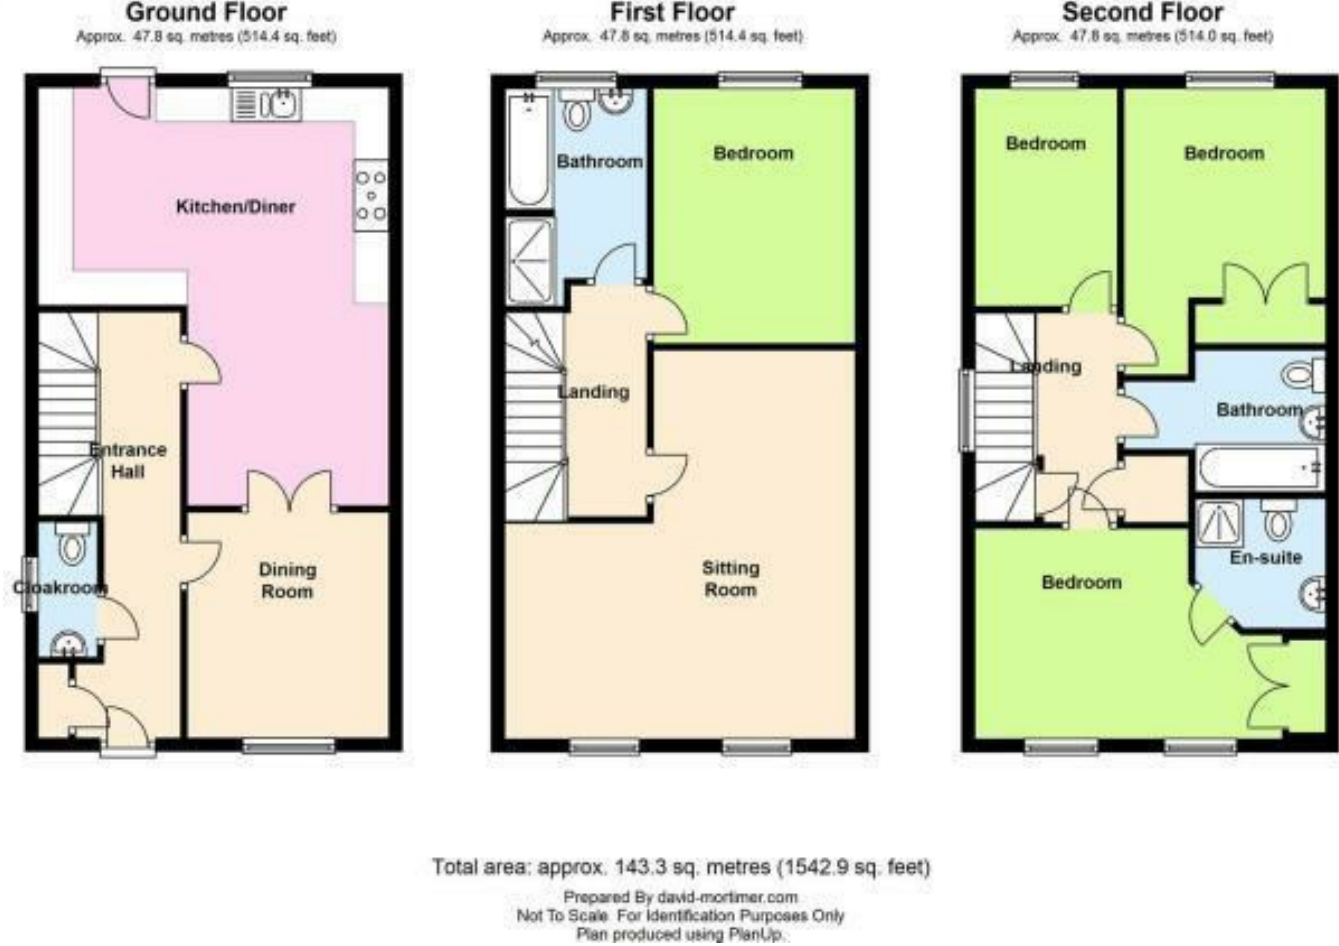 Ground Floor
Approx. 47.8 sq. metres (514.4 sq. feet)
Kitchen/Diner
Entrance
Hall
Cloakroom
Dining
Room
First Floor
Approx. 47.8 sq. metres (514.4 sq. feet)
Bathroom
Bedroom
Landing
Sitting
Room
Second Floor
Approx. 47.8 sq. metres (514.0 sq. feet)
Bedroom
Bedroom
Landing
Bathroom
En-suite
Bedroom
Total area: approx. 143.3 sq. metres (1542.9 sq. feet)
Prepared By david-mortimer.com
Not To Scale For Identification Purposes Only
Plan produced using PlanUp.